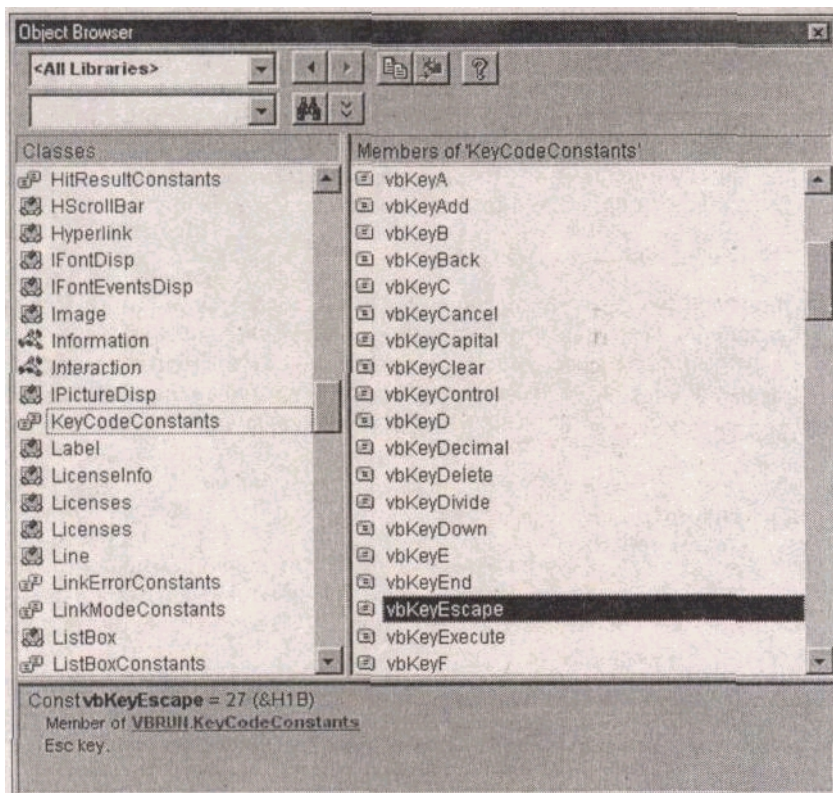 Object Browser
<All Libraries>
Classes
Members of 'KeyCodeConstants'
HitResultConstants
HScrollBar
Hyperlink
IFontDisp
IFontEventsDisp
Image
Information
Interaction
IPictureDisp
KeyCodeConstants
Label
LicenseInfo
Licenses
Licenses
Line
LinkErrorConstants
LinkModeConstants
ListBox
ListBoxConstants
vbKeyA
vbKeyAdd
vbKeyB
vbKeyBack
vbKeyC
vbKeyCancel
vbKeyCapital
vbKeyClear
vbKeyControl
vbKeyD
vbKeyDecimal
vbKeyDelete
vbKeyDivide
vbKeyDown
vbKeyE
vbKeyEnd
vbKeyEscape
vbKeyExecute
vbKeyF
Const vbKeyEscape = 27 (&H1B)
Member of VBRUN.KeyCodeConstants
Esc key.